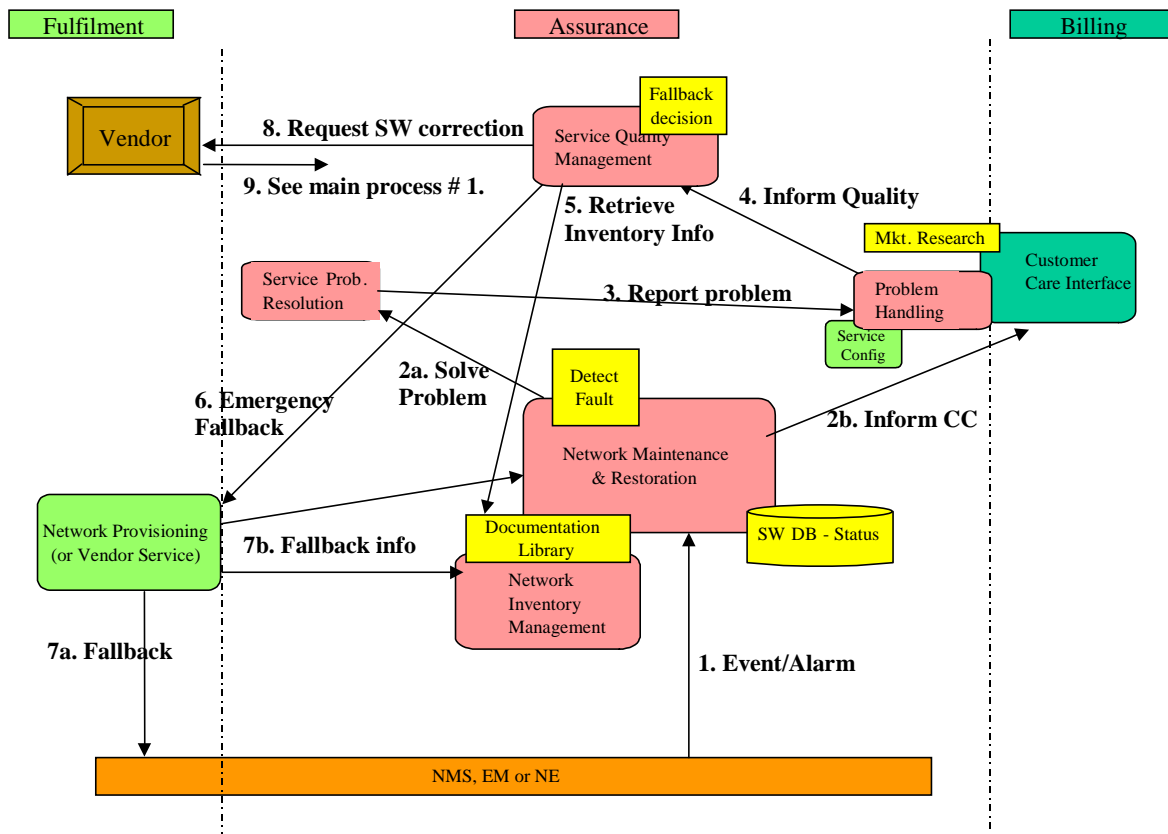 Fulfilment
Assurance
Billing
Fallback
decision
Vendor
8. Request SW correction
Service Quality
Management
9. See main process # 1.
5. Retrieve
Inventory Info
4. Inform Quality
Mkt. Research
Customer
Care Interface
Service Prob.
Resolution
3. Report problem
Problem
Handling
Service
Config
2a. Solve
Problem
Detect
Fault
6. Emergency
Fallback
2b. Inform CC
Network Maintenance
& Restoration
Network Provisioning
(or Vendor Service)
7b. Fallback info
Documentation
Library
SW DB - Status
Network
Inventory
Management
7a. Fallback
1. Event/Alarm
NMS, EM or NE